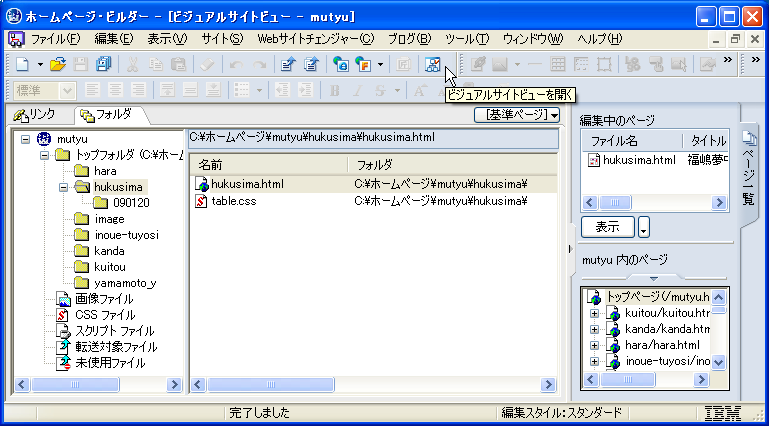 ホームページ・ビルダー - [ビジュアルサイトビュー - mutyu]
ファイル(F) 編集(E) 表示(V) サイト(S) Webサイトチェンジャー(C) ブログ(B) ツール(T) ウィンドウ(W) ヘルプ(H)
標準
ビジュアルサイトビューを開く
リンク フォルダ
[基準ページ]
mutyu
トップフォルダ (C:¥ホーム
hara
hukusima
090120
image
inoue-tuyosi
kanda
kuitou
yamamoto_y
画像ファイル
CSS ファイル
スクリプト ファイル
転送対象ファイル
未使用ファイル
C:¥ホームページ¥mutyu¥hukusima¥hukusima.html
名前 フォルダ
hukusima.html C:¥ホームページ¥mutyu¥hukusima¥
table.css C:¥ホームページ¥mutyu¥hukusima¥
編集中のページ
ファイル名 タイトル
hukusima.html 福嶋夢中
表示
mutyu 内のページ
トップページ(/mutyu.h
kuitou/kuitou.htm
kanda/kanda.htm
hara/hara.html
inoue-tuyosi/ino
ページ一覧
完了しました
編集スタイル:スタンダード
IBM